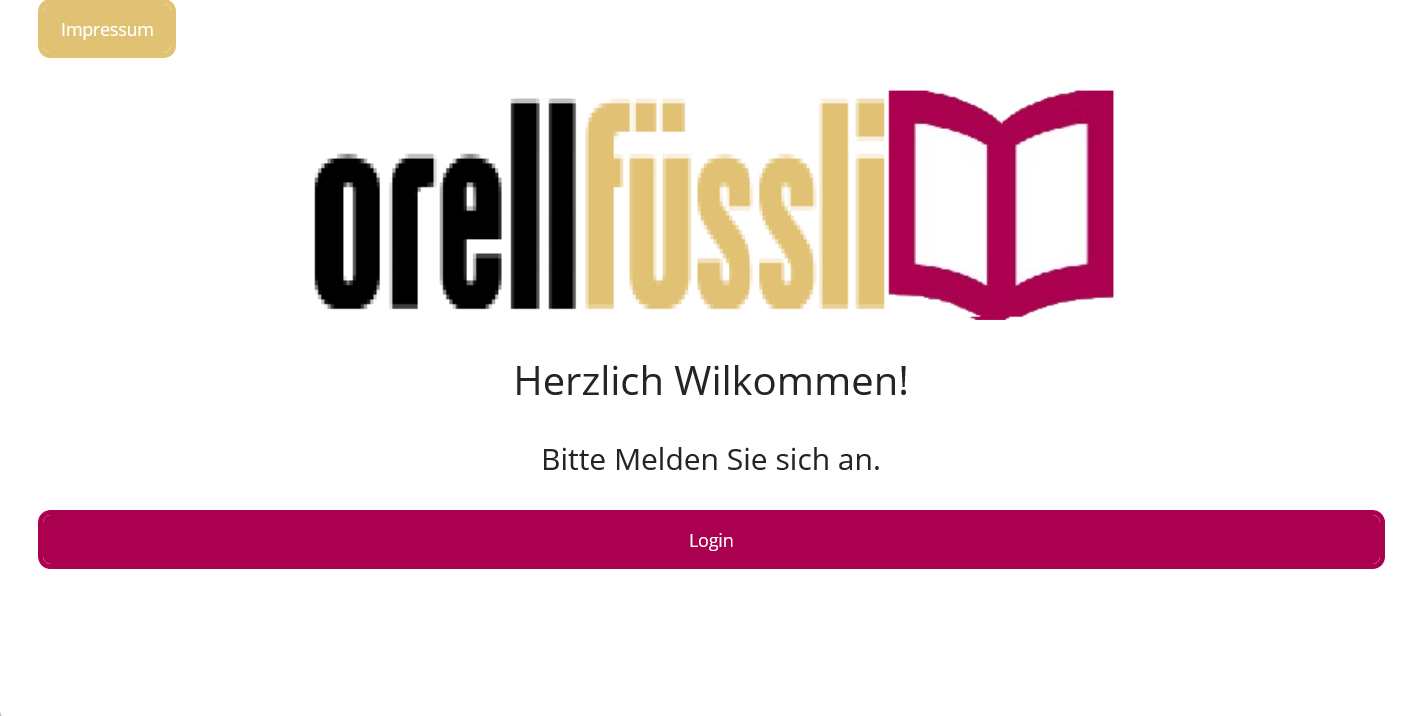 Impressum
orellfüssli
Herzlich Wilkommen!
Bitte Melden Sie sich an.
Login